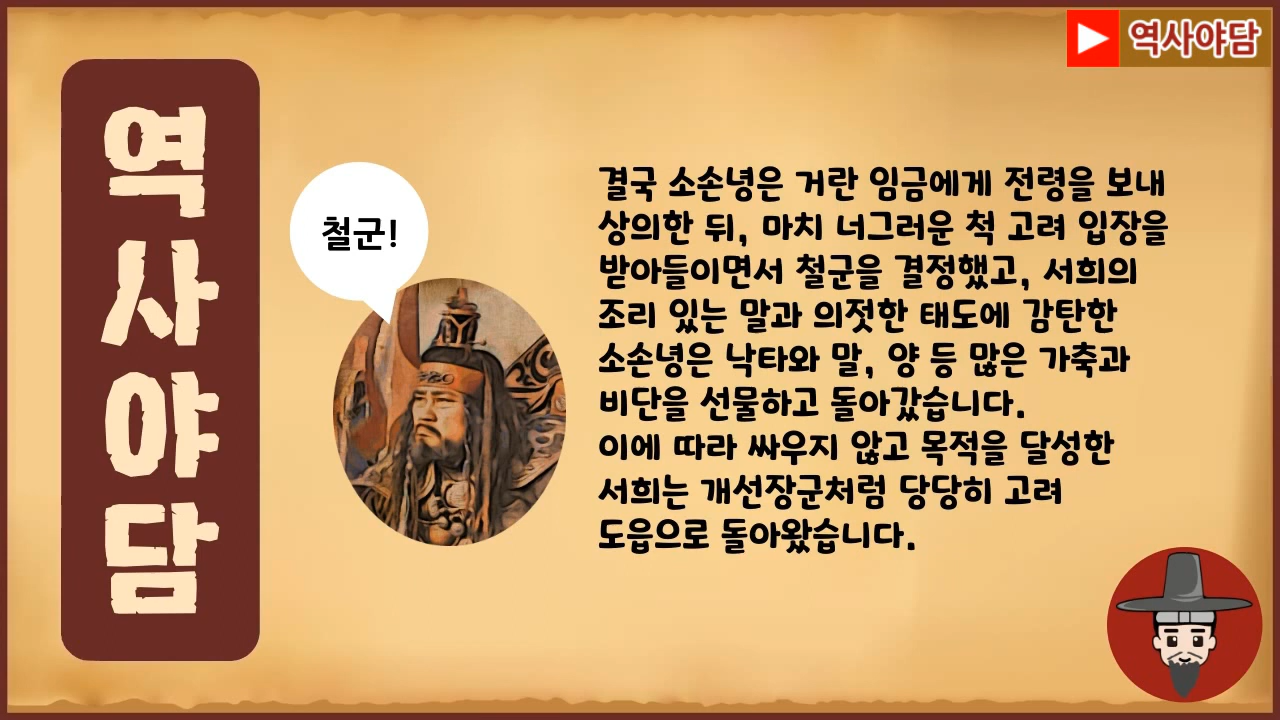 역사야담
역사야담
철군!
결국 소손녕은 거란 임금에게 전령을 보내
상의한 뒤, 마치 너그러운 척 고려 입장을
받아들이면서 철군을 결정했고, 서희의
조리 있는 말과 의젓한 태도에 감탄한
소손녕은 낙타와 말, 양 등 많은 가축과
비단을 선물하고 돌아갔습니다.
이에 따라 싸우지 않고 목적을 달성한
서희는 개선장군처럼 당당히 고려
도읍으로 돌아왔습니다.